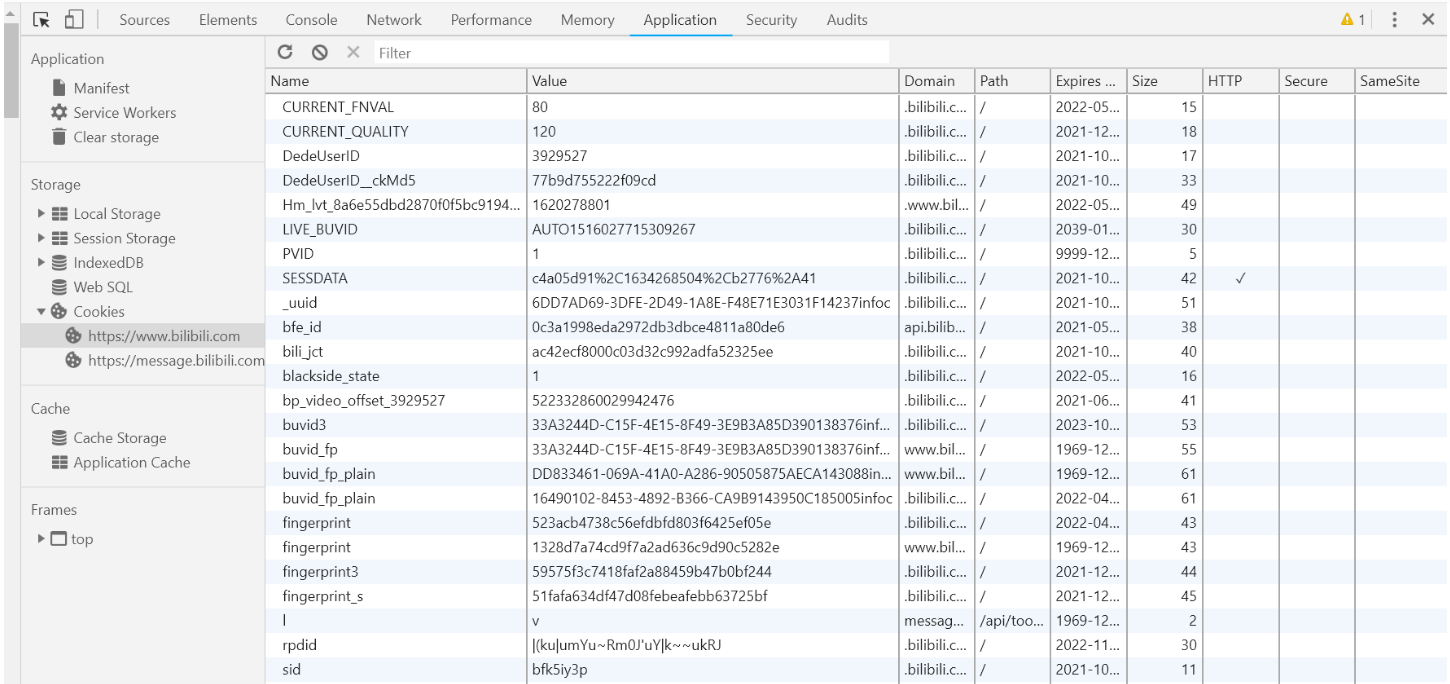 Sources Elements Console Network Performance Memory Application Security Audits 1
Application
Manifest
Service Workers
Clear storage
Storage
Local Storage
Session Storage
IndexedDB
Web SQL
Cookies
https://www.bilibili.com
https://message.bilibili.com
Cache
Cache Storage
Application Cache
Frames
top
Filter
Name Value Domain Path Expires ... Size HTTP Secure SameSite
CURRENT_FNVAL 80 .bilibili.c... / 2022-05... 15
CURRENT_QUALITY 120 .bilibili.c... / 2021-12... 18
DedeUserID 3929527 .bilibili.c... / 2021-10... 17
DedeUserID__ckMd5 77b9d755222f09cd .bilibili.c... / 2021-10... 33
Hm_lvt_8a6e55dbd2870f0f5bc9194... 1620278801 .www.bil... / 2022-05... 49
LIVE_BUVID AUTO1516027715309267 .bilibili.c... / 2039-01... 30
PVID 1 .bilibili.c... / 9999-12... 5
SESSDATA c4a05d91%2C1634268504%2Cb2776%2A41 .bilibili.c... / 2021-10... 42 ✓
_uuid 6DD7AD69-3DFE-2D49-1A8E-F48E71E3031F14237infoc .bilibili.c... / 2021-10... 51
bfe_id 0c3a1998eda2972db3dbce4811a80de6 api.bilib... / 2021-05... 38
bili_jct ac42ecf8000c03d32c992adfa52325ee .bilibili.c... / 2021-10... 40
blackside_state 1 .bilibili.c... / 2022-05... 16
bp_video_offset_3929527 522332860029942476 .bilibili.c... / 2021-06... 41
buvid3 33A3244D-C15F-4E15-8F49-3E9B3A85D390138376inf... .bilibili.c... / 2023-10... 53
buvid_fp 33A3244D-C15F-4E15-8F49-3E9B3A85D390138376inf... www.bil... / 1969-12... 55
buvid_fp_plain DD833461-069A-41A0-A286-90505875AECA143088in... www.bil... / 1969-12... 61
buvid_fp_plain 16490102-8453-4892-B366-CA9B9143950C185005infoc .bilibili.c... / 2022-04... 61
fingerprint 523acb4738c56efdbfd803f6425ef05e .bilibili.c... / 2022-04... 43
fingerprint 1328d7a74cd9f7a2ad636c9d90c5282e www.bil... / 1969-12... 43
fingerprint3 59575f3c7418faf2a88459b47b0bf244 .bilibili.c... / 2021-12... 44
fingerprint_s 51fafa634df47d08febeafebb63725bf .bilibili.c... / 2021-12... 45
l v messag... /api/too... 1969-12... 2
rpdid |(ku|umYu~Rm0J'uY|k~~ukRJ .bilibili.c... / 2022-11... 30
sid bfk5iy3p .bilibili.c... / 2021-10... 11